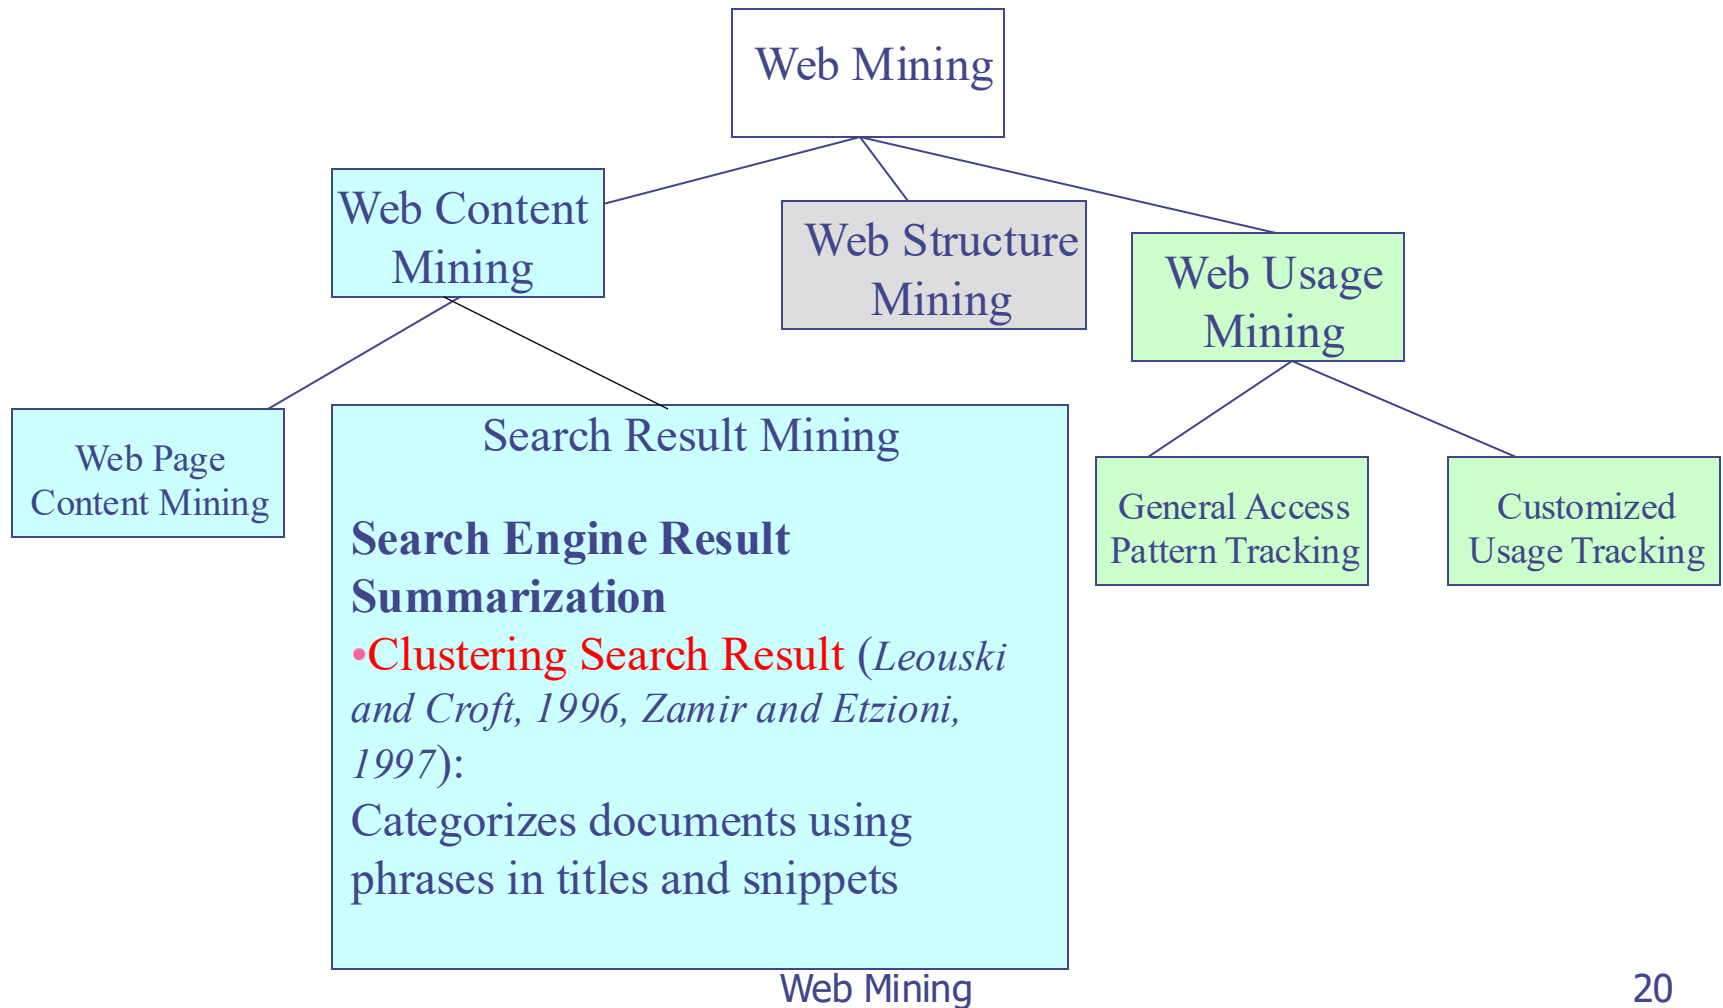 Web Mining
Web Content
Mining
Web Structure
Mining
Web Usage
Mining
Web Page
Content Mining
Search Result Mining
Search Engine Result
Summarization
•Clustering Search Result (Leouski
and Croft, 1996, Zamir and Etzioni,
1997):
Categorizes documents using
phrases in titles and snippets
General Access
Pattern Tracking
Customized
Usage Tracking
Web Mining
20